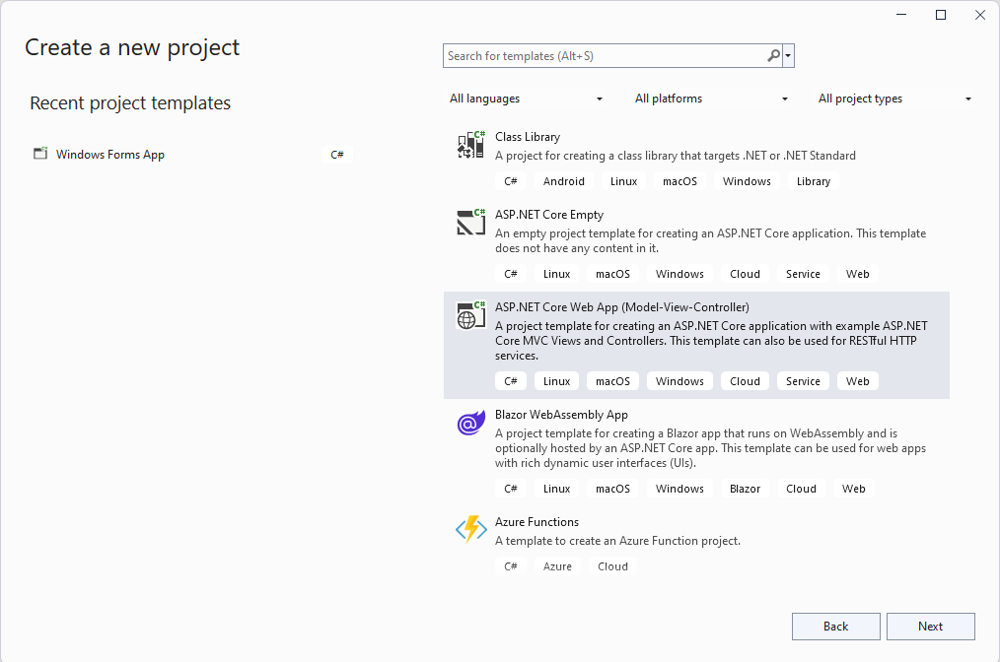 Create a new project
Search for templates (Alt+S)
Recent project templates
All languages
All platforms
All project types
Windows Forms App
C#
C#
Class Library
A project for creating a class library that targets .NET or .NET Standard
C# Android Linux macOS Windows Library
C#
ASP.NET Core Empty
An empty project template for creating an ASP.NET Core application. This template
does not have any content in it.
C# Linux macOS Windows Cloud Service Web
C#
ASP.NET Core Web App (Model-View-Controller)
A project template for creating an ASP.NET Core application with example ASP.NET
Core MVC Views and Controllers. This template can also be used for RESTful HTTP
services.
C# Linux macOS Windows Cloud Service Web
@
Blazor WebAssembly App
A project template for creating a Blazor app that runs on WebAssembly and is
optionally hosted by an ASP.NET Core app. This template can be used for web apps
with rich dynamic user interfaces (UIs).
C# Linux macOS Windows Blazor Cloud Web
Azure Functions
A template to create an Azure Function project.
C# Azure Cloud
Back
Next